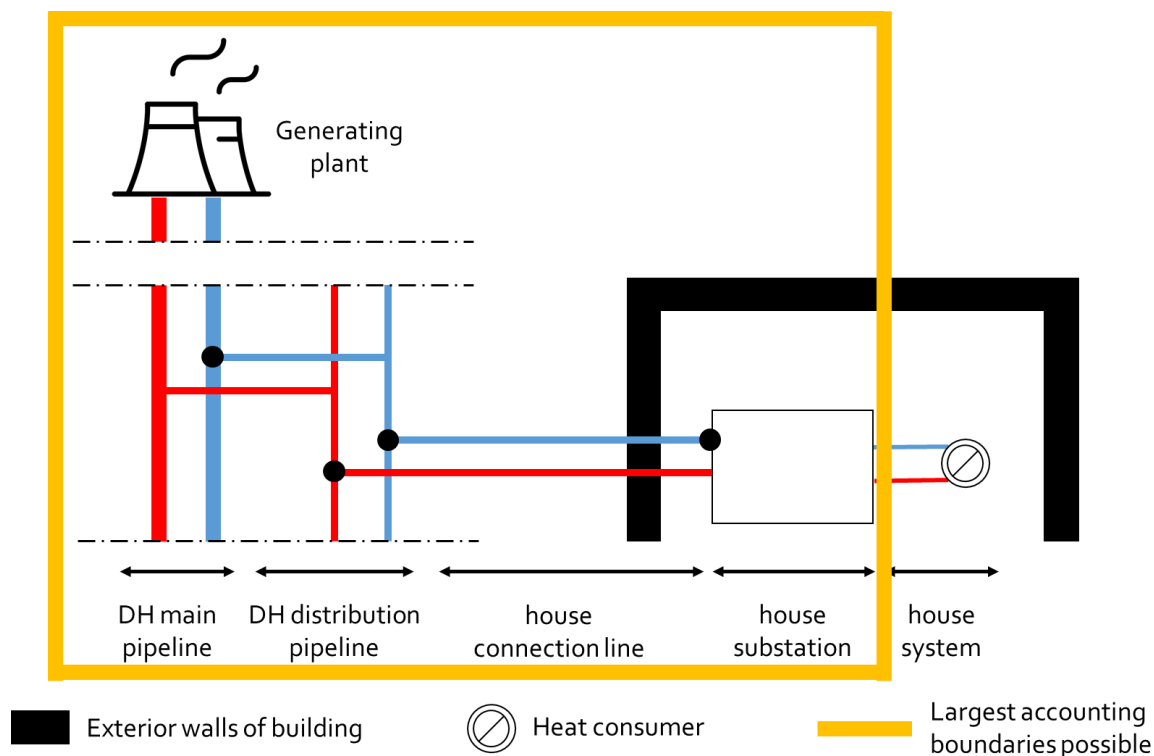 Generating
plant
DH main
pipeline
DH distribution
pipeline
house
connection line
house
substation
house
system
Exterior walls of building
Heat consumer
Largest accounting
boundaries possible